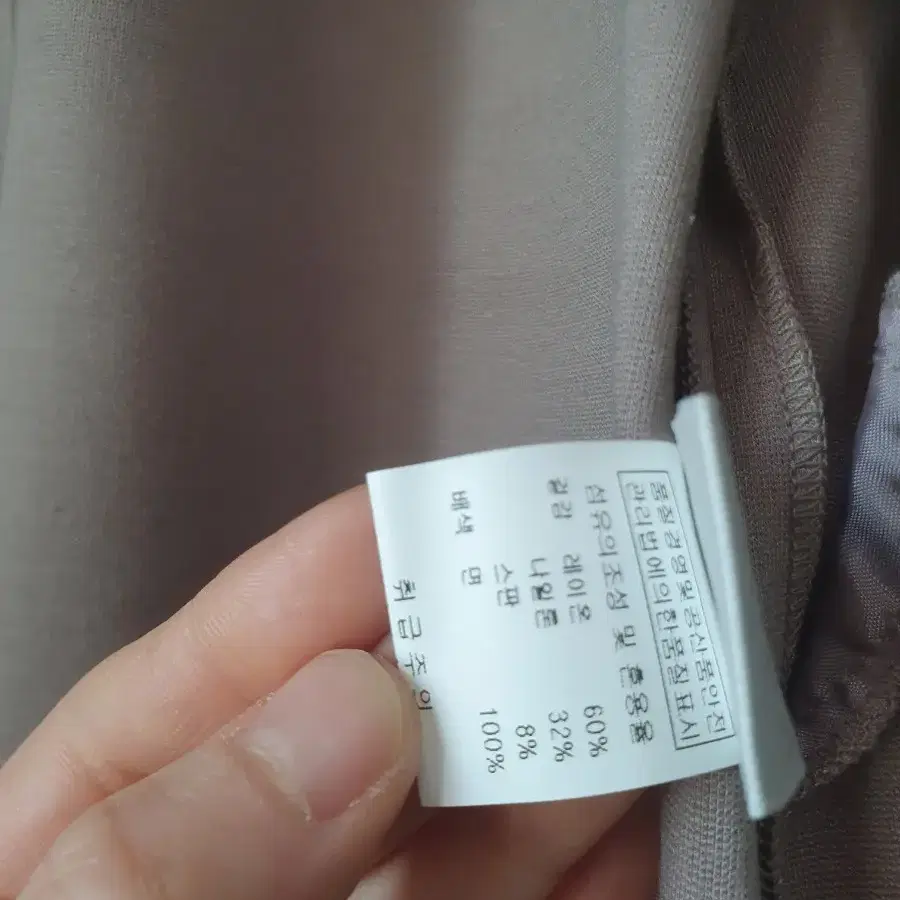 품질경영및공산품안전
관리법에의한품질표시
섬유의조성 및 혼용율
겉감 레이온 60%
나일론 32%
스판 8%
배색 면 100%
취급주의